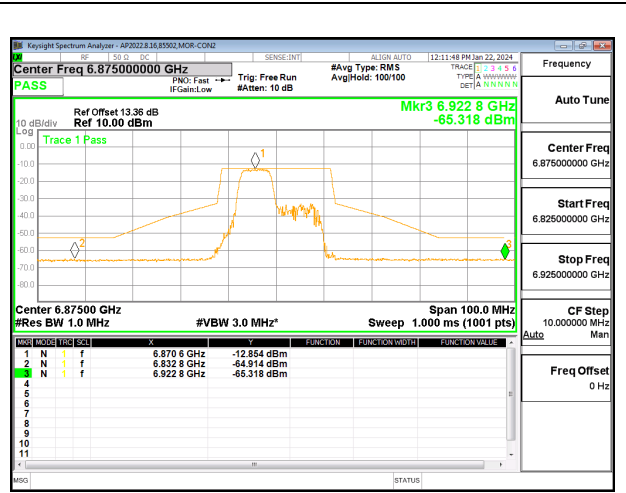 Keysight Spectrum Analyzer - AP2022.8.16,85502,MOR-CON2
RF 50 Ω DC SENSE:INT ALIGN AUTO 12:11:48 PM Jan 22, 2024
Center Freq 6.875000000 GHz
PNO: Fast
IFGain:Low
Trig: Free Run
#Atten: 10 dB
#Avg Type: RMS
Avg|Hold: 100/100
TRACE 1 2 3 4 5 6
TYPE A WWWWW
DET A N N N N N
PASS
Frequency
Auto Tune
Center Freq
6.875000000 GHz
Start Freq
6.825000000 GHz
Stop Freq
6.925000000 GHz
CF Step
10.000000 MHz
Auto Man
Freq Offset
0 Hz
Ref Offset 13.36 dB
10 dB/div Ref 10.00 dBm
Mkr3 6.922 8 GHz
-65.318 dBm
Log
Trace 1 Pass
0.00
-10.0
-20.0
-30.0
-40.0
-50.0
-60.0
-70.0
-80.0
1
2
3
Center 6.87500 GHz Span 100.0 MHz
#Res BW 1.0 MHz #VBW 3.0 MHz* Sweep 1.000 ms (1001 pts)
MKR MODE TRC SCL X Y FUNCTION FUNCTION WIDTH FUNCTION VALUE
1 N 1 f 6.870 6 GHz -12.854 dBm
2 N 1 f 6.832 8 GHz -64.914 dBm
3 N 1 f 6.922 8 GHz -65.318 dBm
4
5
6
7
8
9
10
11
MSG STATUS